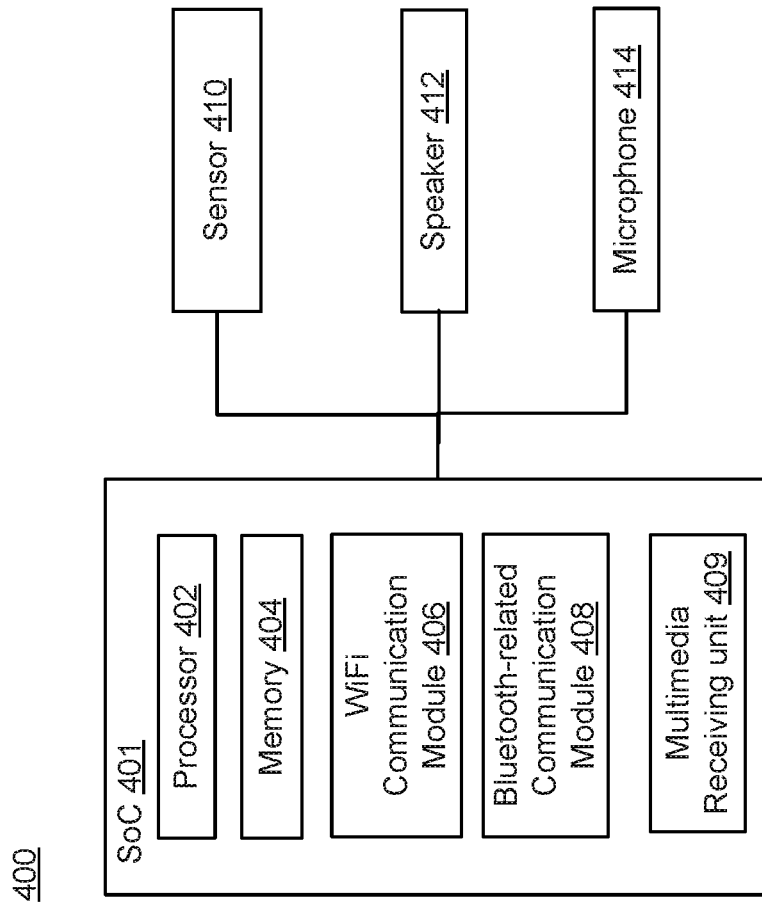 400
SoC 401
Processor 402
Memory 404
WiFi
Communication
Module 406
Bluetooth-related
Communication
Module 408
Multimedia
Receiving unit 409
Sensor 410
Speaker 412
Microphone 414